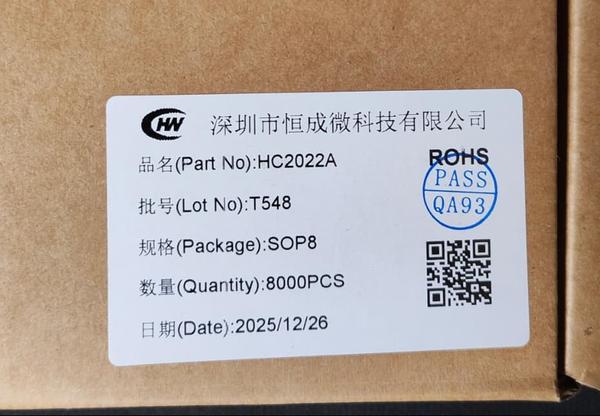 HW 深圳市恒成微科技有限公司
品名(Part No):HC2022A
ROHS
批号(Lot No):T548
PASS
QA93
规格(Package):SOP8
数量(Quantity):8000PCS
日期(Date):2025/12/26